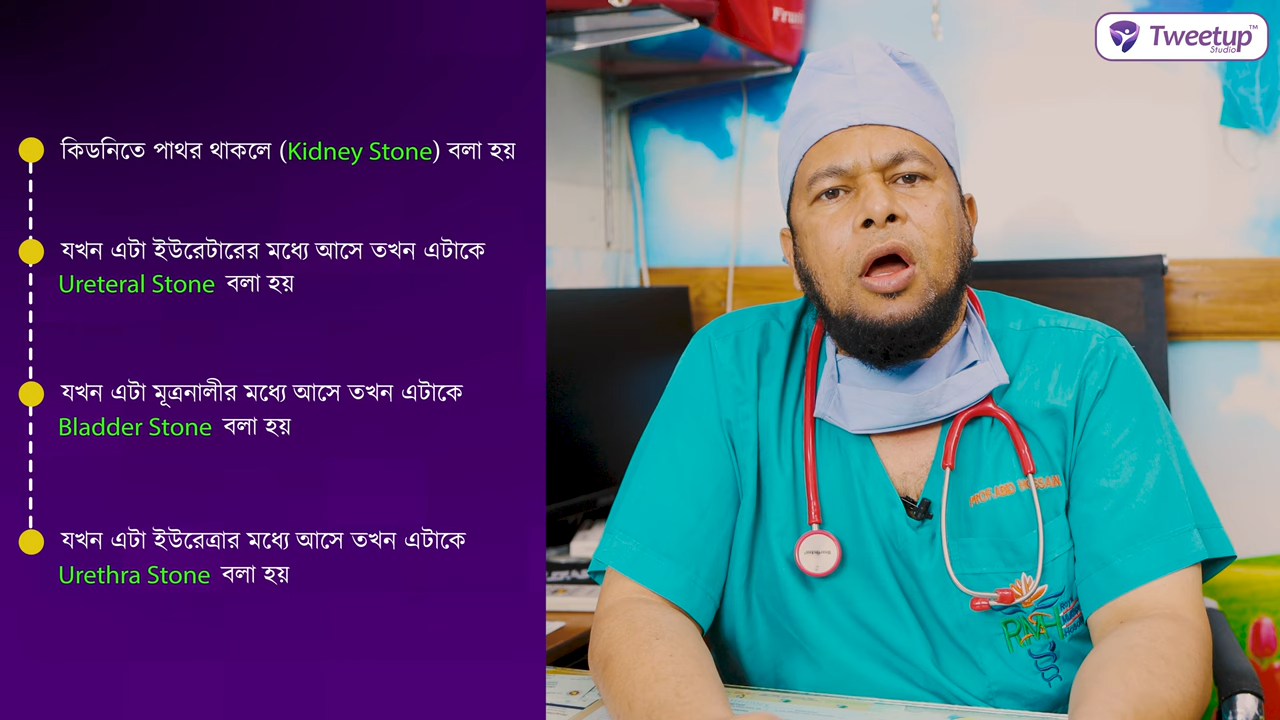 কিডনিতে পাথর থাকলে (Kidney Stone) বলা হয়
যখন এটা ইউরেটারের মধ্যে আসে তখন এটাকে
Ureteral Stone বলা হয়
যখন এটা মূত্রনালীর মধ্যে আসে তখন এটাকে
Bladder Stone বলা হয়
যখন এটা ইউরেত্রার মধ্যে আসে তখন এটাকে
Urethra Stone বলা হয়
Tweetup™
Studio